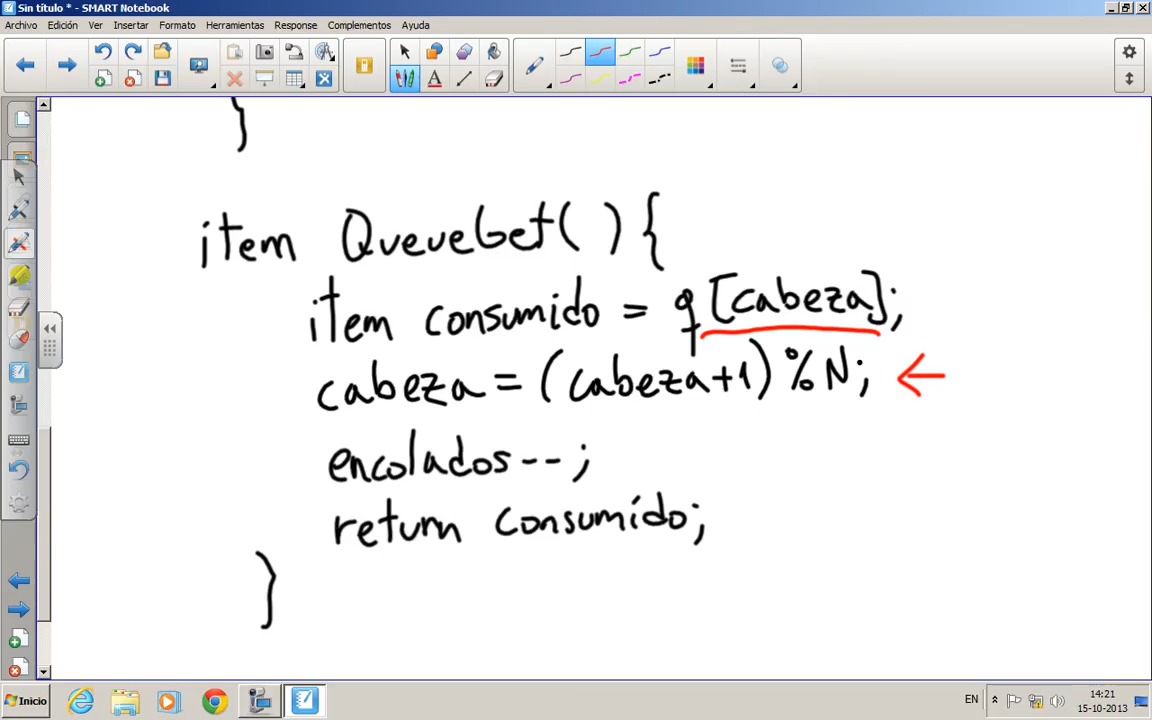 Sin título * - SMART Notebook
Archivo Edición Ver Insertar Formato Herramientas Response Complementos Ayuda
}
item QueueGet( ) {
item consumido = q [cabeza];
cabeza = (cabeza+1) % N; ←
encolados--;
return consumido;
}
Inicio
EN
14:21
15-10-2013